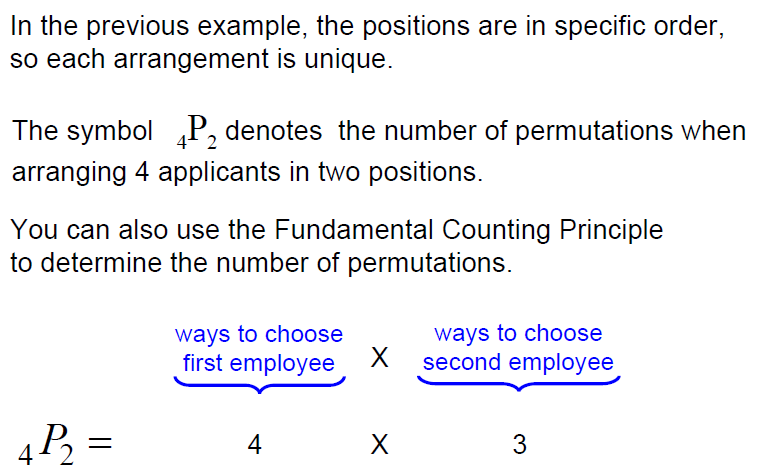 In the previous example, the positions are in specific order,
so each arrangement is unique.
The symbol ₄P₂ denotes the number of permutations when
arranging 4 applicants in two positions.
You can also use the Fundamental Counting Principle
to determine the number of permutations.
ways to choose X ways to choose
first employee second employee
₄P₂ = 4 X 3